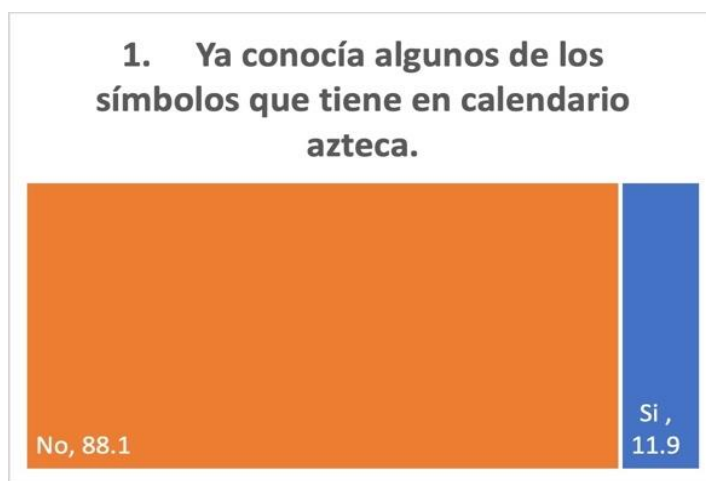 1. Ya conocía algunos de los
símbolos que tiene en calendario
azteca.
No, 88.1
Si ,
11.9